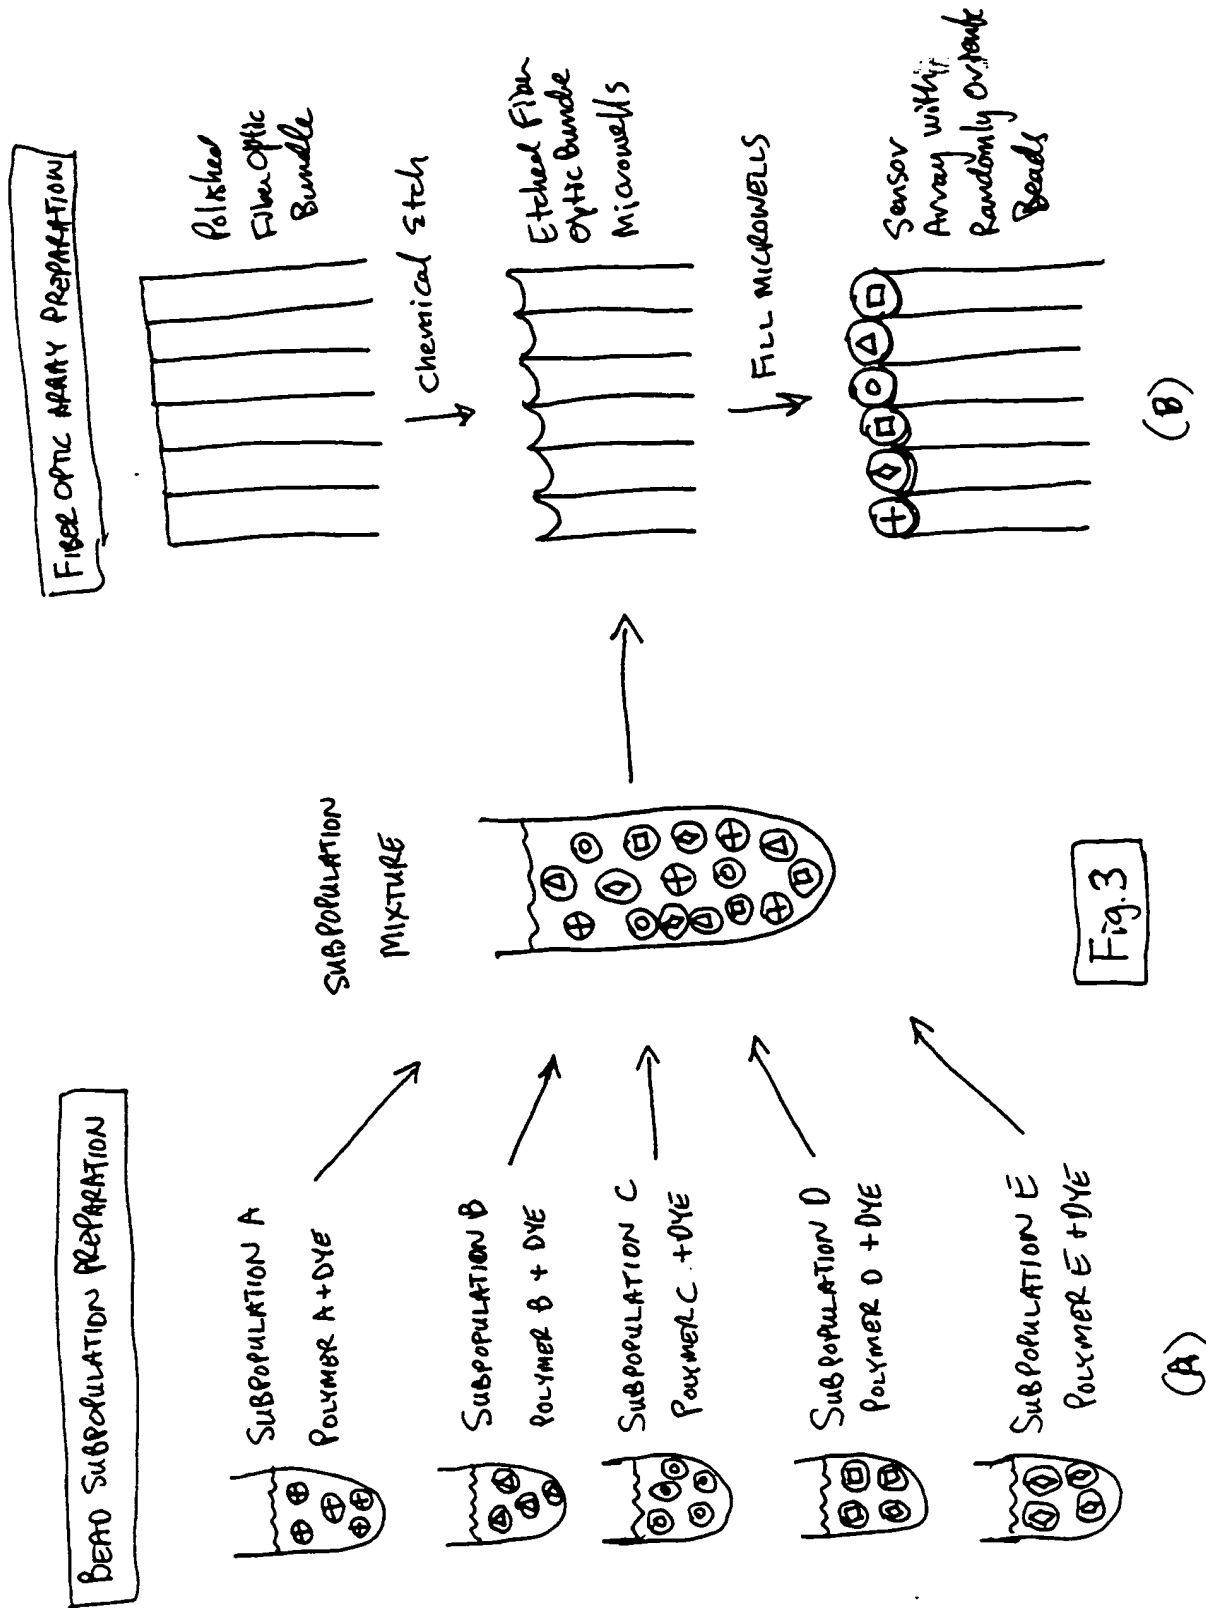 BEAD SUBPOPULATION PREPARATION
SUBPOPULATION A
POLYMER A + DYE
SUBPOPULATION B
POLYMER B + DYE
SUBPOPULATION C
POLYMER C + DYE
SUBPOPULATION D
POLYMER D + DYE
SUBPOPULATION E
POLYMER E + DYE
(A)
SUBPOPULATION
MIXTURE
Fig. 3
FIBER OPTIC ARRAY PREPARATION
Polished
Fiber Optic
Bundle
Chemical Etch
Etched Fiber
Optic Bundle
Microwells
FILL MICROWELLS
Sensor
Array with
Randomly
Beads
(B)